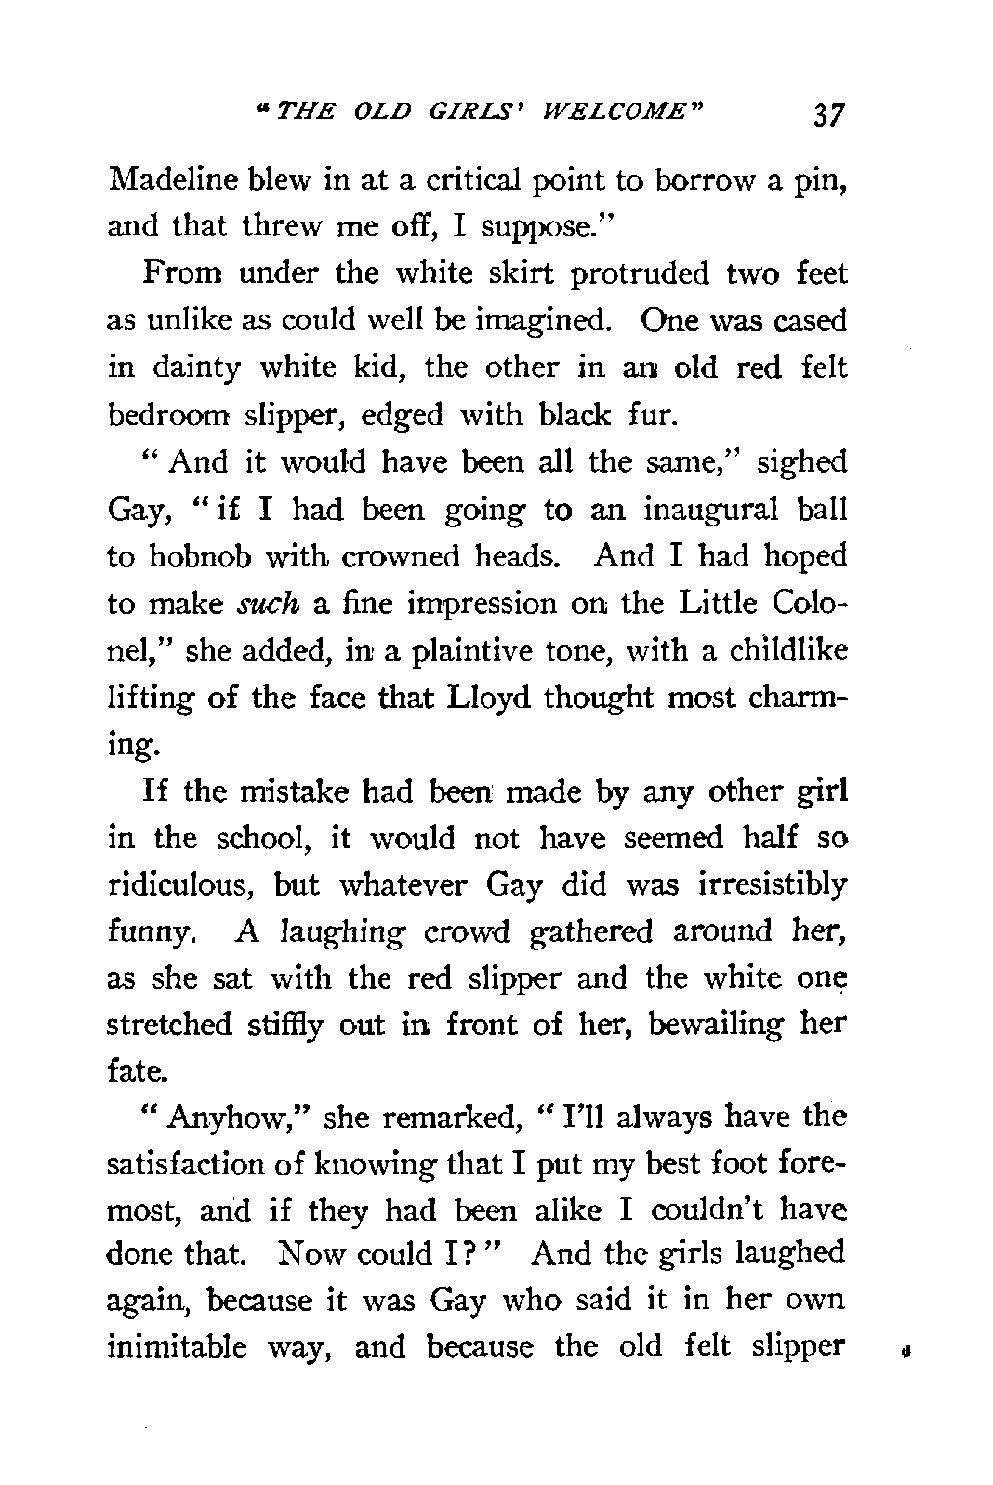 “THE OLD GIRLS’ WELCOME” 37
Madeline blew in at a critical point to borrow a pin,
and that threw me off, I suppose.”
From under the white skirt protruded two feet
as unlike as could well be imagined. One was cased
in dainty white kid, the other in an old red felt
bedroom slipper, edged with black fur.
“ And it would have been all the same,” sighed
Gay, “ if I had been going to an inaugural ball
to hobnob with crowned heads. And I had hoped
to make such a fine impression on the Little Colo-
nel,” she added, in a plaintive tone, with a childlike
lifting of the face that Lloyd thought most charm-
ing.
If the mistake had been made by any other girl
in the school, it would not have seemed half so
ridiculous, but whatever Gay did was irresistibly
funny. A laughing crowd gathered around her,
as she sat with the red slipper and the white one
stretched stiffly out in front of her, bewailing her
fate.
“ Anyhow,” she remarked, “ I’ll always have the
satisfaction of knowing that I put my best foot fore-
most, and if they had been alike I couldn’t have
done that. Now could I? ” And the girls laughed
again, because it was Gay who said it in her own
inimitable way, and because the old felt slipper